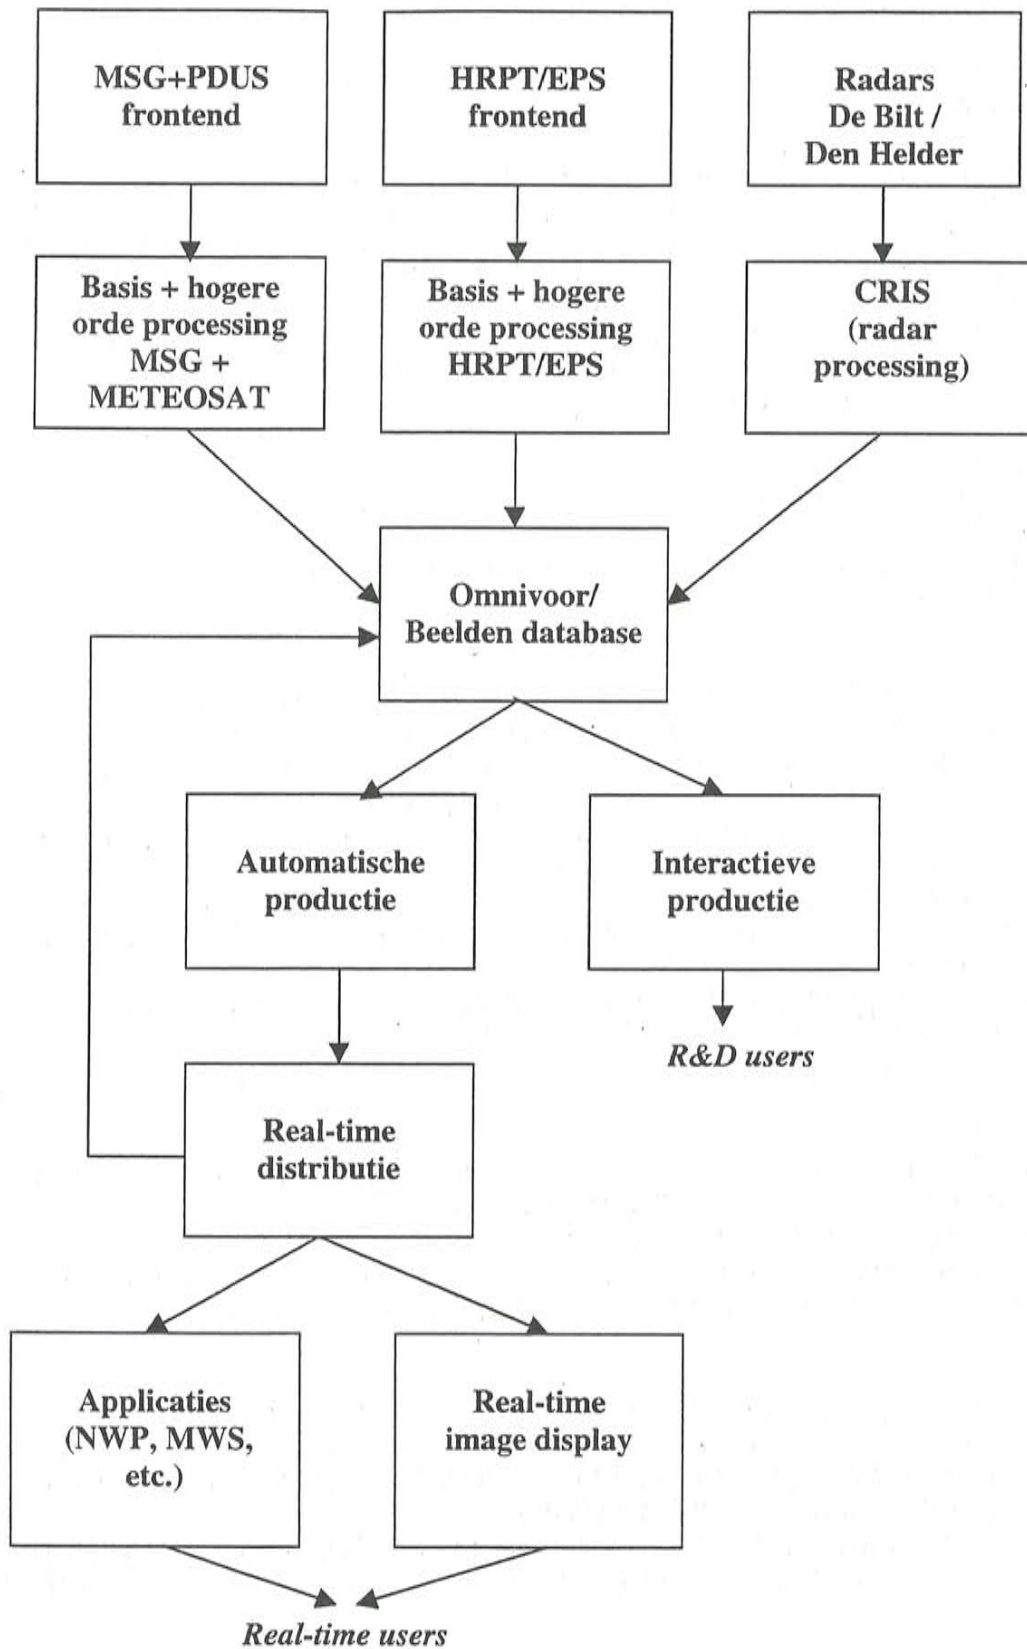 MSG+PDUS
frontend
HRPT/EPS
frontend
Radars
De Bilt /
Den Helder
Basis + hogere
orde processing
MSG +
METEOSAT
Basis + hogere
orde processing
HRPT/EPS
CRIS
(radar
processing)
Omnivoor/
Beelden database
Automatische
productie
Interactieve
productie
R&D users
Real-time
distributie
Applicaties
(NWP, MWS,
etc.)
Real-time
image display
Real-time users